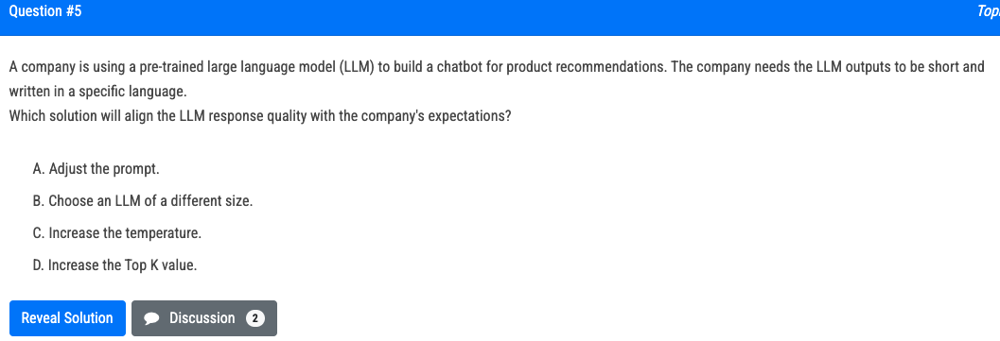 Question #5
A company is using a pre-trained large language model (LLM) to build a chatbot for product recommendations. The company needs the LLM outputs to be short and
written in a specific language.
Which solution will align the LLM response quality with the company's expectations?
A. Adjust the prompt.
B. Choose an LLM of a different size.
C. Increase the temperature.
D. Increase the Top K value.
Reveal Solution
Discussion 2